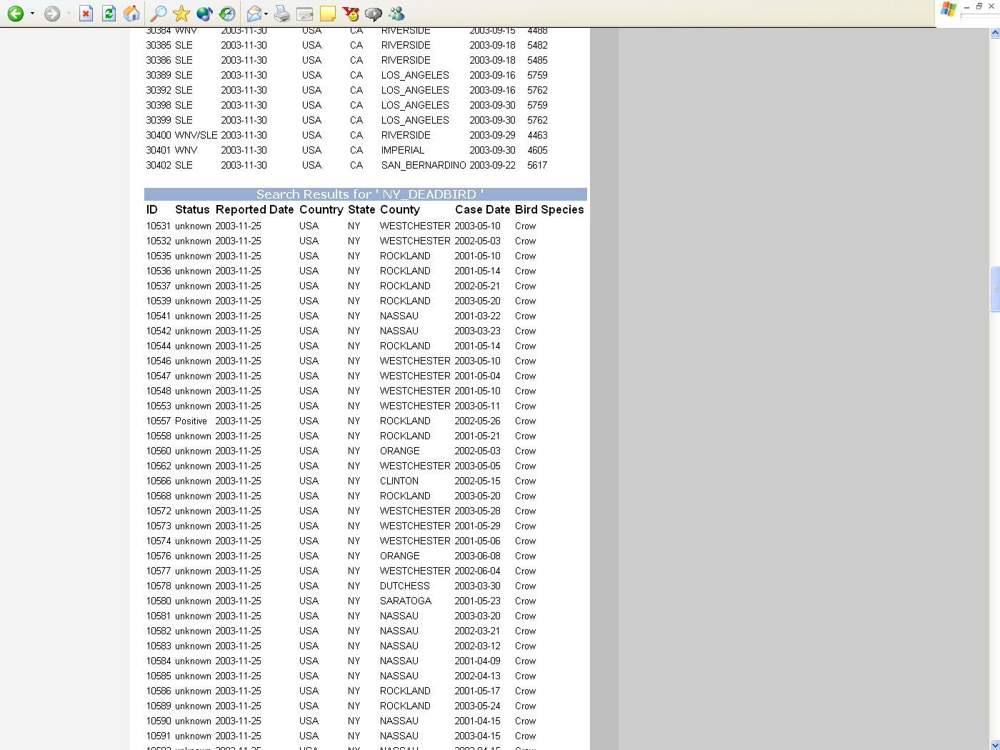 30384 WNV 2003-11-30 USA CA RIVERSIDE 2003-09-15 4488
30385 SLE 2003-11-30 USA CA RIVERSIDE 2003-09-18 5482
30386 SLE 2003-11-30 USA CA RIVERSIDE 2003-09-18 5485
30389 SLE 2003-11-30 USA CA LOS_ANGELES 2003-09-16 5759
30392 SLE 2003-11-30 USA CA LOS_ANGELES 2003-09-16 5762
30398 SLE 2003-11-30 USA CA LOS_ANGELES 2003-09-30 5759
30399 SLE 2003-11-30 USA CA LOS_ANGELES 2003-09-30 5762
30400 WNV/SLE 2003-11-30 USA CA RIVERSIDE 2003-09-29 4463
30401 WNV 2003-11-30 USA CA IMPERIAL 2003-09-30 4605
30402 SLE 2003-11-30 USA CA SAN_BERNARDINO 2003-09-22 5617
Search Results for ' NY_DEADBIRD '
ID Status Reported Date Country State County Case Date Bird Species
10531 unknown 2003-11-25 USA NY WESTCHESTER 2003-05-10 Crow
10532 unknown 2003-11-25 USA NY WESTCHESTER 2002-05-03 Crow
10535 unknown 2003-11-25 USA NY ROCKLAND 2001-05-10 Crow
10536 unknown 2003-11-25 USA NY ROCKLAND 2001-05-14 Crow
10537 unknown 2003-11-25 USA NY ROCKLAND 2002-05-21 Crow
10539 unknown 2003-11-25 USA NY ROCKLAND 2003-05-20 Crow
10541 unknown 2003-11-25 USA NY NASSAU 2001-03-22 Crow
10542 unknown 2003-11-25 USA NY NASSAU 2003-03-23 Crow
10544 unknown 2003-11-25 USA NY ROCKLAND 2001-05-14 Crow
10546 unknown 2003-11-25 USA NY WESTCHESTER 2003-05-10 Crow
10547 unknown 2003-11-25 USA NY WESTCHESTER 2001-05-04 Crow
10548 unknown 2003-11-25 USA NY WESTCHESTER 2001-05-10 Crow
10553 unknown 2003-11-25 USA NY WESTCHESTER 2003-05-11 Crow
10557 Positive 2003-11-25 USA NY ROCKLAND 2002-05-26 Crow
10558 unknown 2003-11-25 USA NY ROCKLAND 2001-05-21 Crow
10560 unknown 2003-11-25 USA NY ORANGE 2002-05-03 Crow
10562 unknown 2003-11-25 USA NY WESTCHESTER 2003-05-05 Crow
10566 unknown 2003-11-25 USA NY CLINTON 2002-05-15 Crow
10568 unknown 2003-11-25 USA NY ROCKLAND 2003-05-20 Crow
10572 unknown 2003-11-25 USA NY WESTCHESTER 2003-05-28 Crow
10573 unknown 2003-11-25 USA NY WESTCHESTER 2001-05-29 Crow
10574 unknown 2003-11-25 USA NY WESTCHESTER 2001-05-06 Crow
10576 unknown 2003-11-25 USA NY ORANGE 2003-06-08 Crow
10577 unknown 2003-11-25 USA NY WESTCHESTER 2002-06-04 Crow
10578 unknown 2003-11-25 USA NY DUTCHESS 2003-03-30 Crow
10580 unknown 2003-11-25 USA NY SARATOGA 2001-05-23 Crow
10581 unknown 2003-11-25 USA NY NASSAU 2003-03-20 Crow
10582 unknown 2003-11-25 USA NY NASSAU 2002-03-21 Crow
10583 unknown 2003-11-25 USA NY NASSAU 2002-03-12 Crow
10584 unknown 2003-11-25 USA NY NASSAU 2001-04-09 Crow
10585 unknown 2003-11-25 USA NY NASSAU 2002-04-13 Crow
10586 unknown 2003-11-25 USA NY ROCKLAND 2001-05-17 Crow
10589 unknown 2003-11-25 USA NY ROCKLAND 2003-05-24 Crow
10590 unknown 2003-11-25 USA NY NASSAU 2001-04-15 Crow
10591 unknown 2003-11-25 USA NY NASSAU 2003-04-15 Crow